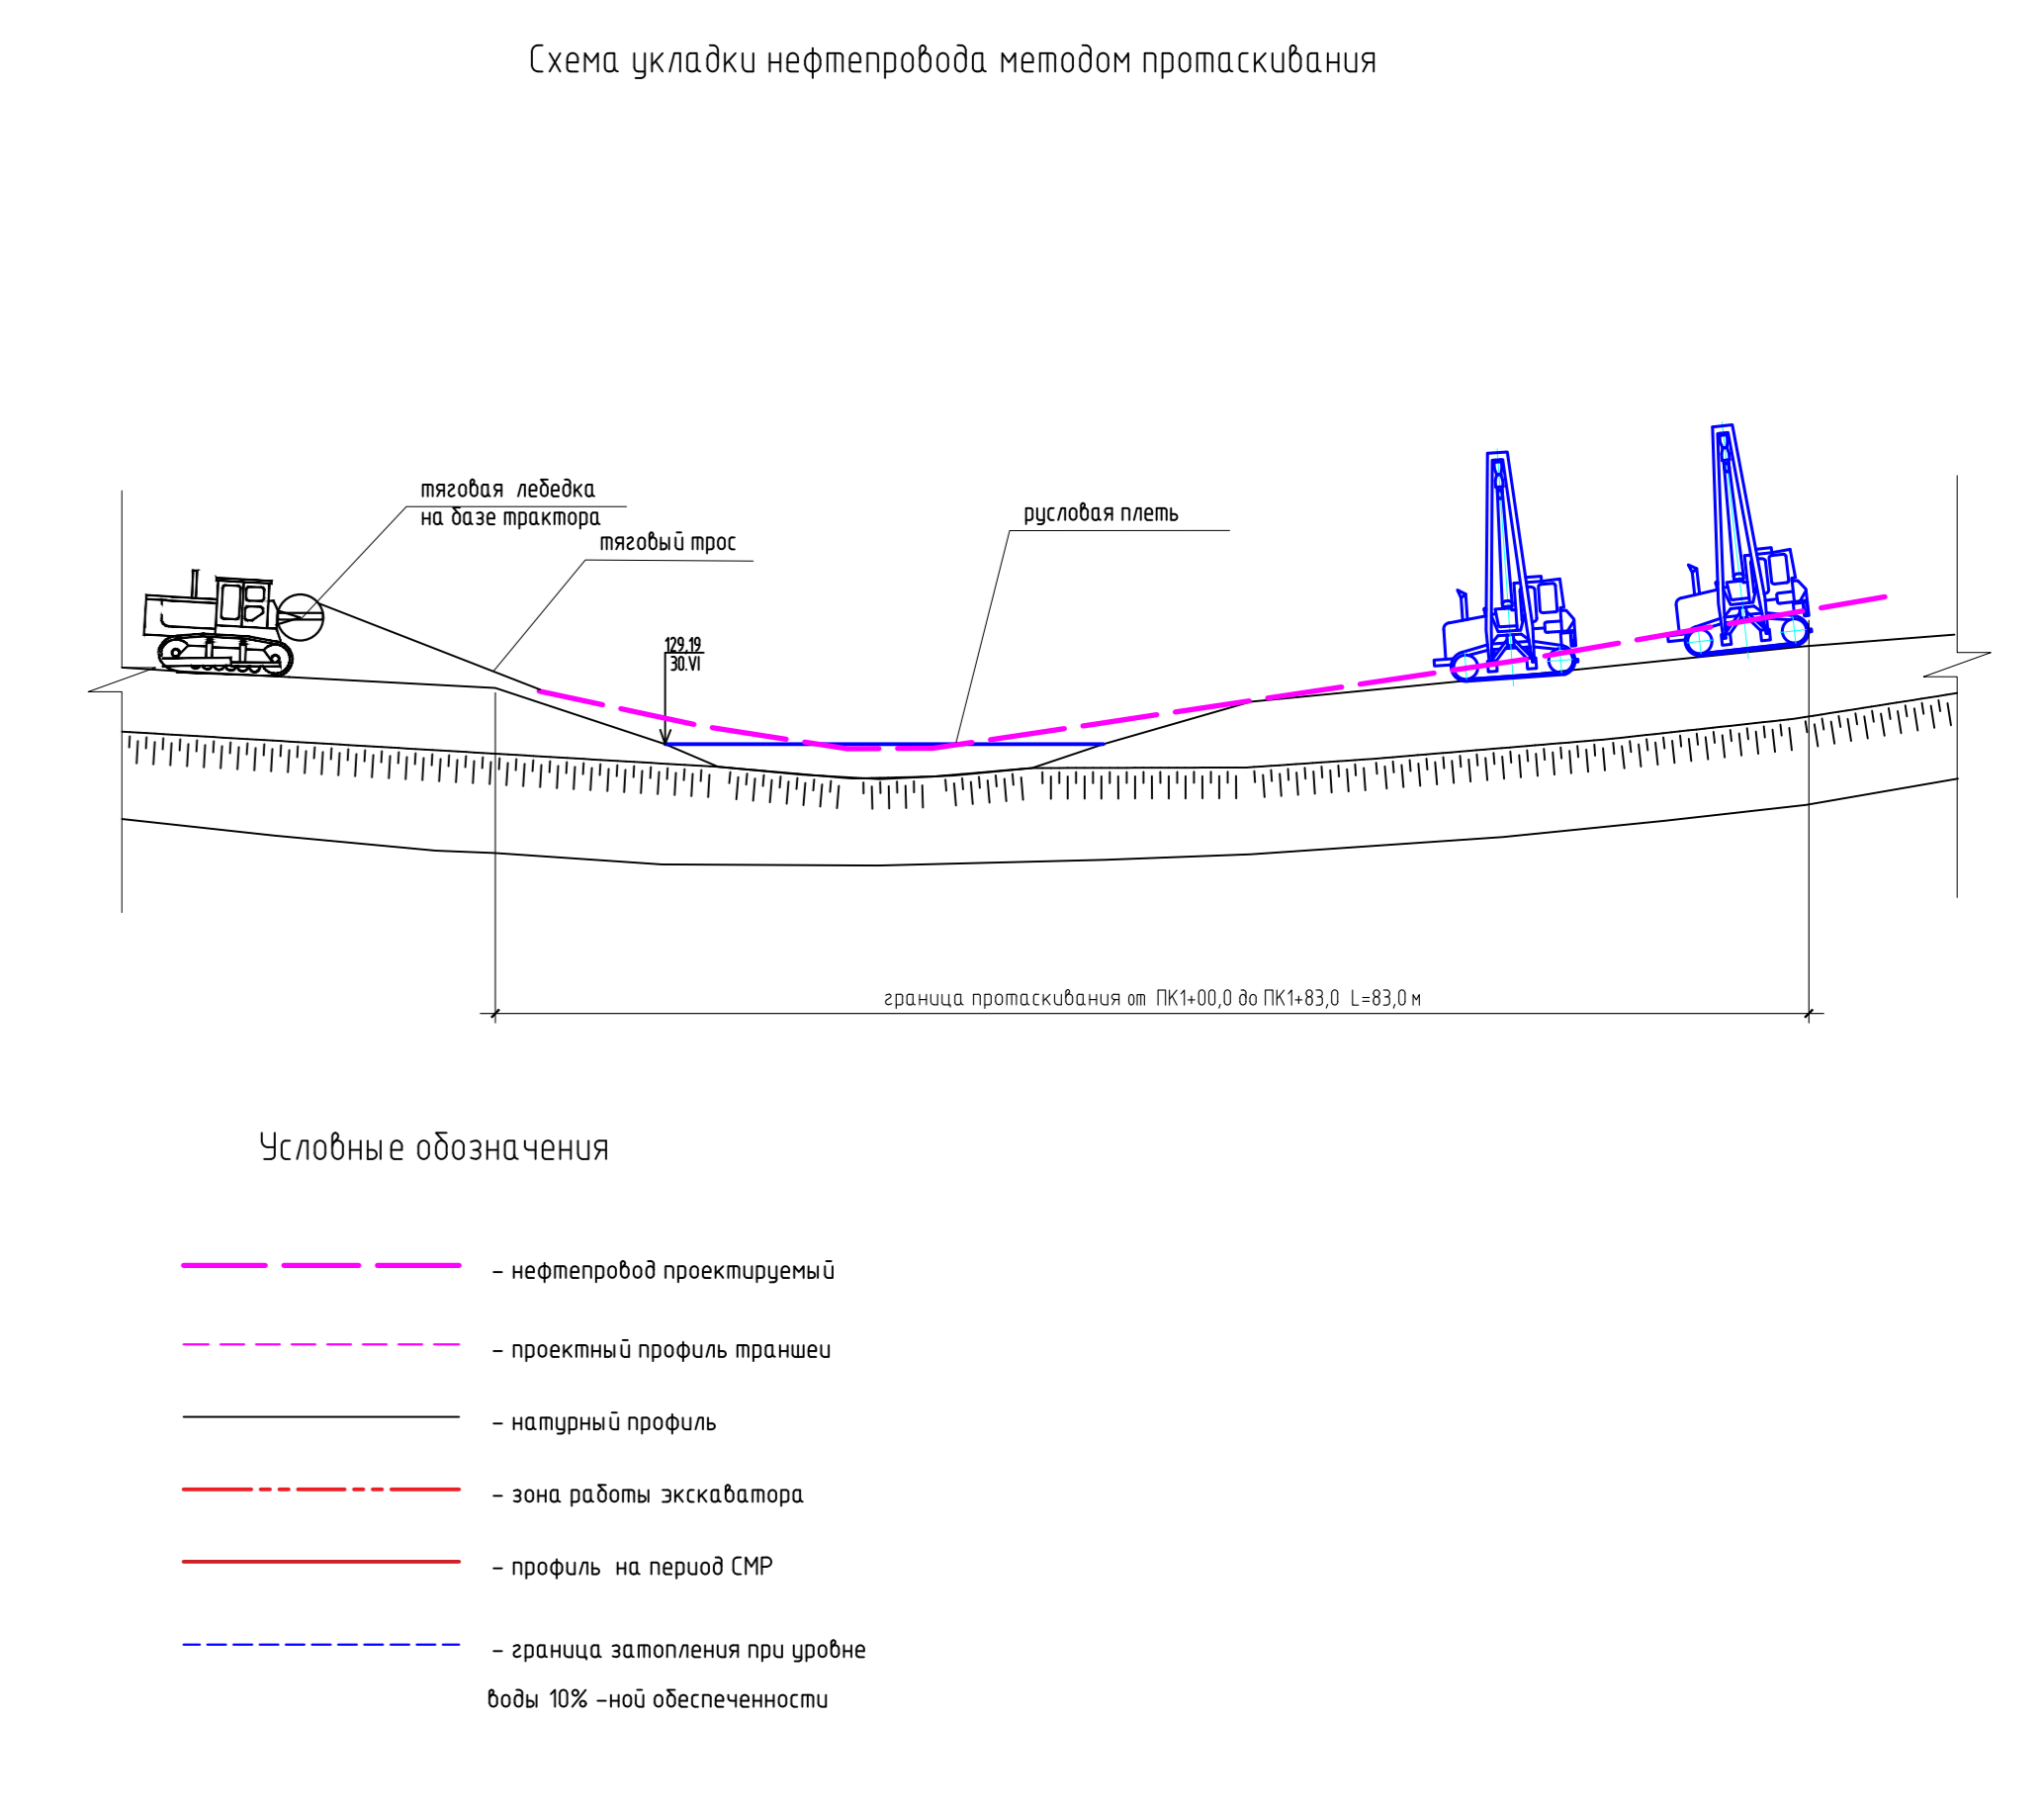 Схема укладки нефтепровода методом протаскивания
тяговая лебедка
на базе трактора
тяговый трос
русловая плеть
129,19
30.VI
граница протаскивания от ПК1+00,0 до ПК1+83,0 L=83,0 м
Условные обозначения
- нефтепровод проектируемый
- проектный профиль траншеи
- натурный профиль
- зона работы экскаватора
- профиль на период СМР
- граница затопления при уровне
воды 10% -ной обеспеченности